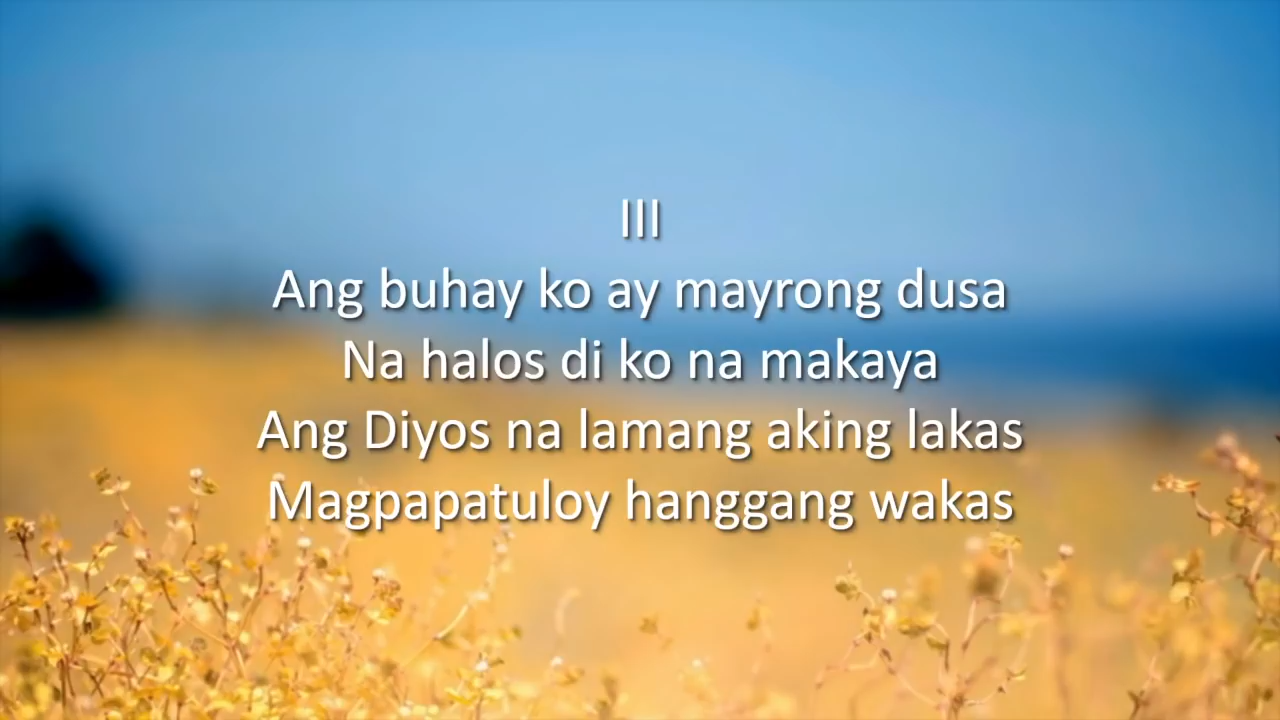 III
Ang buhay ko ay mayrong dusa
Na halos di ko na makaya
Ang Diyos na lamang aking lakas
Magpapatuloy hanggang wakas